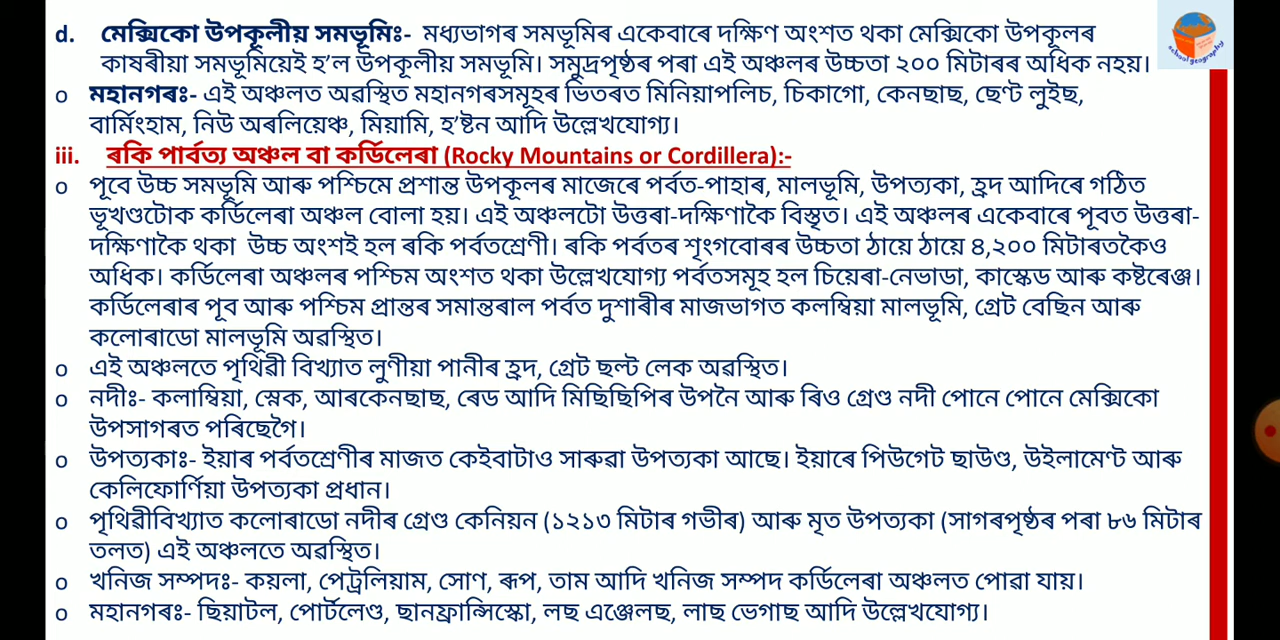 d. মেক্সিকো উপকূলীয় সমভূমিঃ- মধ্যভাগৰ সমভূমিৰ একেবাৰে দক্ষিণ অংশত থকা মেক্সিকো উপকূলৰ
কাষৰীয়া সমভূমিয়েই হ’ল উপকূলীয় সমভূমি। সমুদ্ৰপৃষ্ঠৰ পৰা এই অঞ্চলৰ উচ্চতা ২০০ মিটাৰৰ অধিক নহয়।
school geography
o মহানগৰঃ- এই অঞ্চলত অৱস্থিত মহানগৰসমূহৰ ভিতৰত মিনিয়াপলিচ, চিকাগো, কেনছাছ, ছেণ্ট লুইছ,
বাৰ্মিংহাম, নিউ অৰলিয়েঞ্চ, মিয়ামি, হ’ষ্টন আদি উল্লেখযোগ্য।
iii. ৰকি পাৰ্বত্য অঞ্চল বা কৰ্ডিলেৰা (Rocky Mountains or Cordillera):-
o পূবে উচ্চ সমভূমি আৰু পশ্চিমে প্ৰশান্ত উপকূলৰ মাজেৰে পৰ্বত-পাহাৰ, মালভূমি, উপত্যকা, হ্ৰদ আদিৰে গঠিত
ভূখণ্ডটোক কৰ্ডিলেৰা অঞ্চল বোলা হয়। এই অঞ্চলটো উত্তৰা-দক্ষিণাকৈ বিস্তৃত। এই অঞ্চলৰ একেবাৰে পূবত উত্তৰা-
দক্ষিণাকৈ থকা উচ্চ অংশই হল ৰকি পৰ্বতশ্ৰেণী। ৰকি পৰ্বতৰ শৃংগবোৰৰ উচ্চতা ঠায়ে ঠায়ে ৪,২০০ মিটাৰতকৈও
অধিক। কৰ্ডিলেৰা অঞ্চলৰ পশ্চিম অংশত থকা উল্লেখযোগ্য পৰ্বতসমূহ হল চিয়েৰা-নেভাডা, কাস্কেড আৰু কষ্টৰেঞ্জ।
কৰ্ডিলেৰাৰ পূব আৰু পশ্চিম প্ৰান্তৰ সমান্তৰাল পৰ্বত দুশাৰীৰ মাজভাগত কলম্বিয়া মালভূমি, গ্ৰেট বেছিন আৰু
কলোৰাডো মালভূমি অৱস্থিত।
o এই অঞ্চলতে পৃথিৱী বিখ্যাত লুণীয়া পানীৰ হ্ৰদ, গ্ৰেট ছল্ট লেক অৱস্থিত।
o নদীঃ- কলাম্বিয়া, স্নেক, আৰকেনছাছ, ৰেড আদি মিছিছিপিৰ উপনৈ আৰু ৰিও গ্ৰেণ্ড নদী পোনে পোনে মেক্সিকো
উপসাগৰত পৰিছেগৈ।
o উপত্যকাঃ- ইয়াৰ পৰ্বতশ্ৰেণীৰ মাজত কেইবাটাও সাৰুৱা উপত্যকা আছে। ইয়াৰে পিউগেট ছাউণ্ড, উইলামেণ্ট আৰু
কেলিফোৰ্ণিয়া উপত্যকা প্ৰধান।
o পৃথিৱীবিখ্যাত কলোৰাডো নদীৰ গ্ৰেণ্ড কেনিয়ন (১২১৩ মিটাৰ গভীৰ) আৰু মৃত উপত্যকা (সাগৰপৃষ্ঠৰ পৰা ৮৬ মিটাৰ
তলত) এই অঞ্চলতে অৱস্থিত।
o খনিজ সম্পদঃ- কয়লা, পেট্ৰলিয়াম, সোণ, ৰূপ, তাম আদি খনিজ সম্পদ কৰ্ডিলেৰা অঞ্চলত পোৱা যায়।
o মহানগৰঃ- ছিয়াটল, পোৰ্টলেণ্ড, ছানফ্ৰান্সিস্কো, লছ এঞ্জেলছ, লাছ ভেগাছ আদি উল্লেখযোগ্য।